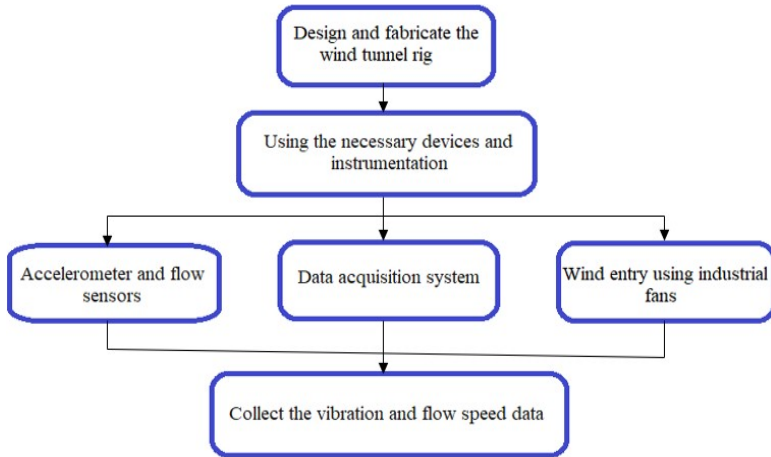 Design and fabricate the
wind tunnel rig
Using the necessary devices and
instrumentation
Accelerometer and flow
sensors
Data acquisition system
Wind entry using industrial
fans
Collect the vibration and flow speed data